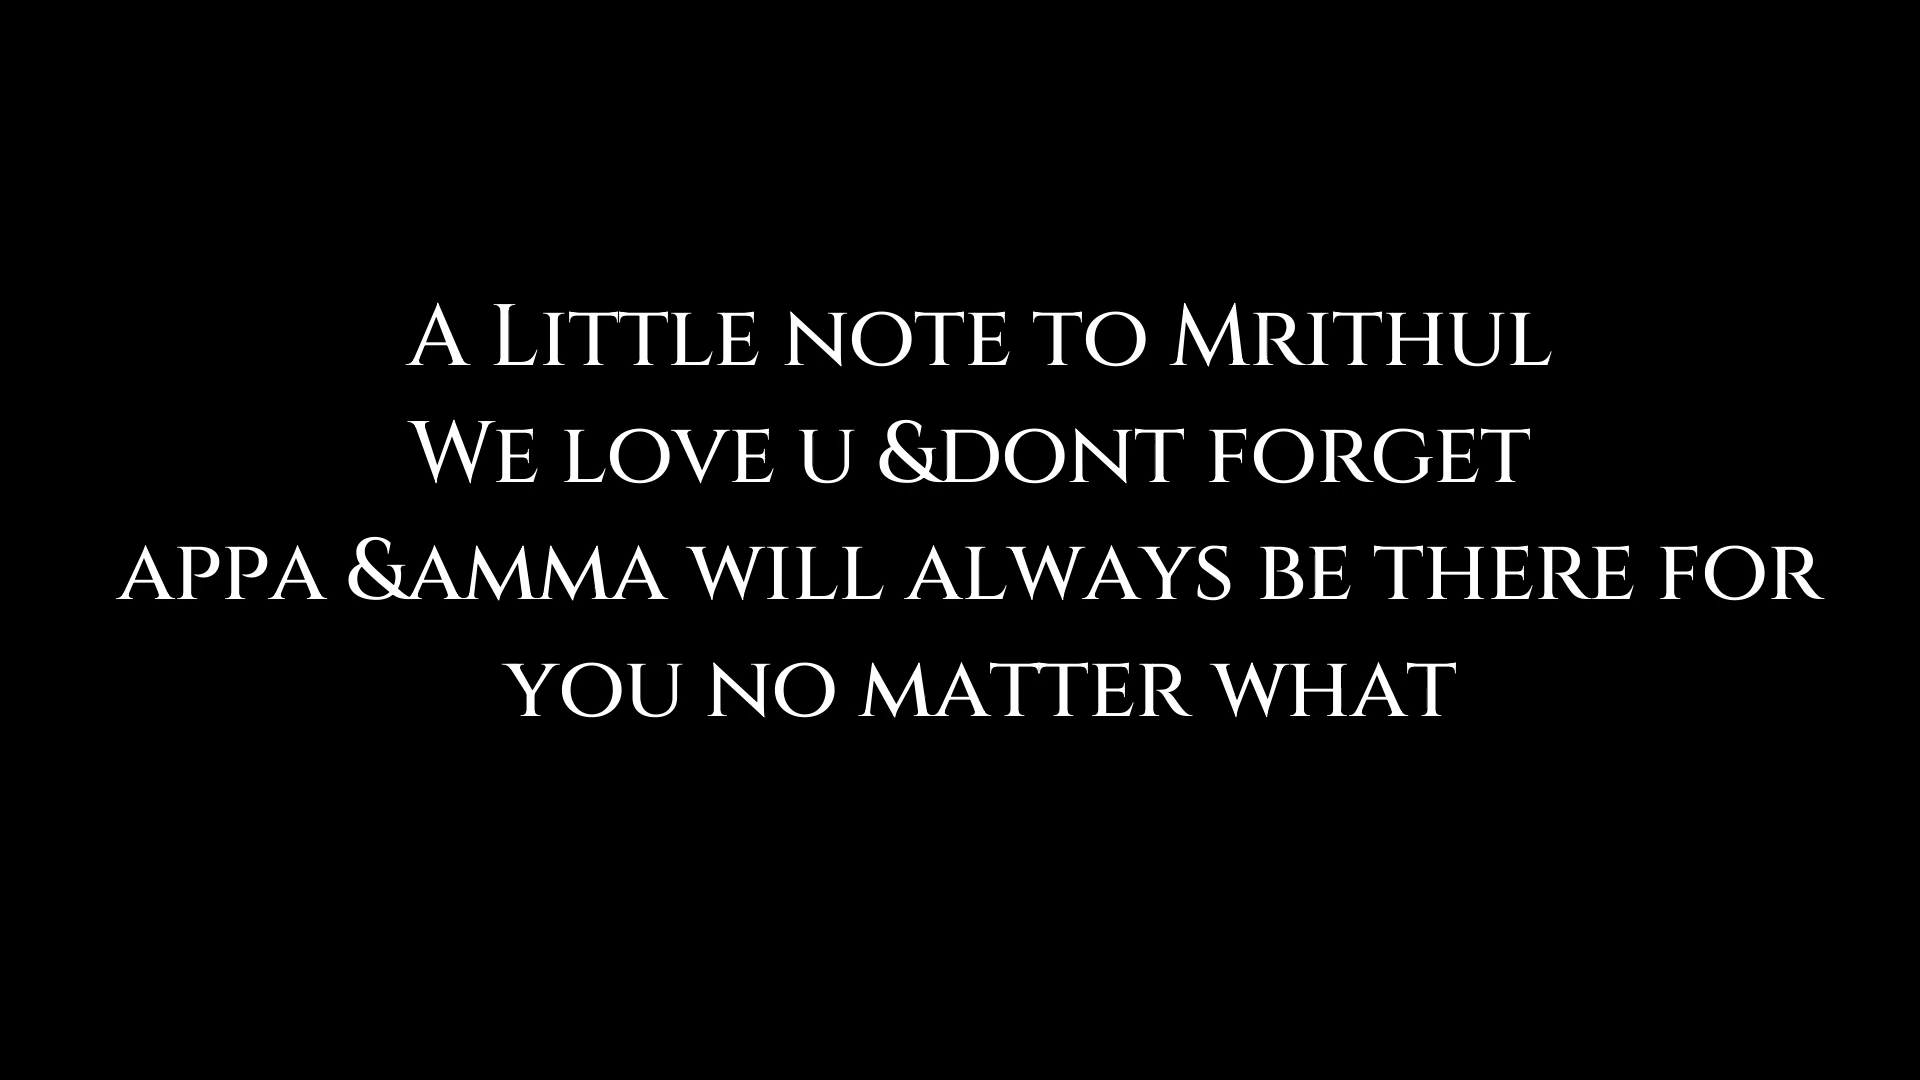 A Little note to Mrithul
We love u &dont forget
appa &amma will always be there for
you no matter what